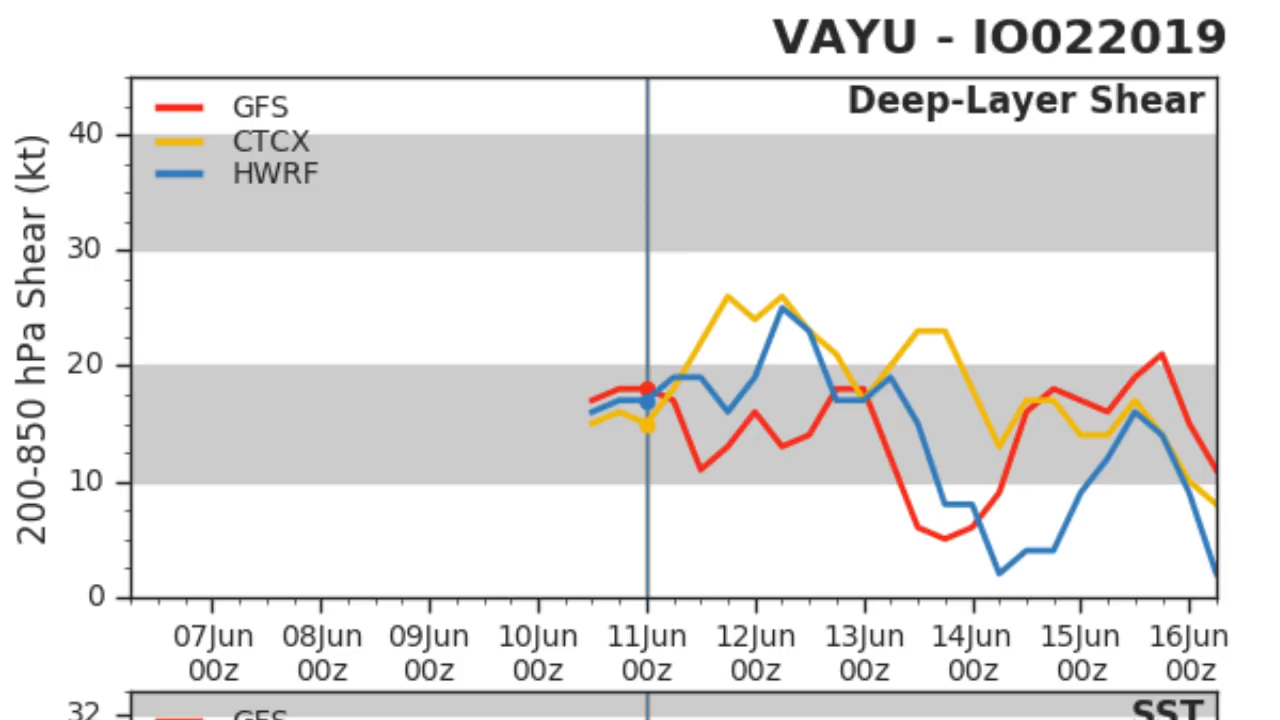 VAYU - IO022019
Deep-Layer Shear
GFS
CTCX
HWRF
200-850 hPa Shear (kt)
40
30
20
10
0
07Jun 08Jun 09Jun 10Jun 11Jun 12Jun 13Jun 14Jun 15Jun 16Jun
00z 00z 00z 00z 00z 00z 00z 00z 00z 00z
32
GFS
SST